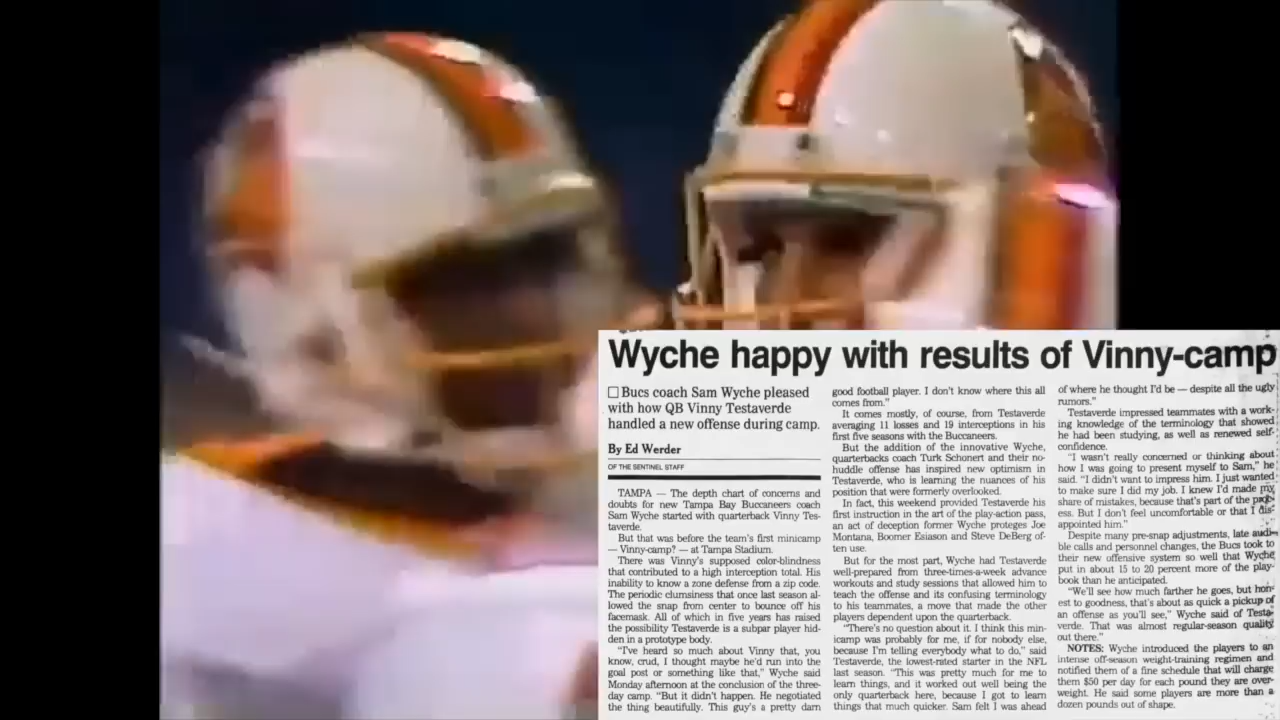 Wyche happy with results of Vinny-camp
☐ Bucs coach Sam Wyche pleased
with how QB Vinny Testaverde
handled a new offense during camp.
By Ed Werder
OF THE SENTINEL STAFF
TAMPA — The depth chart of concerns and
doubts for new Tampa Bay Buccaneers coach
Sam Wyche started with quarterback Vinny Tes-
taverde.
But that was before the team's first minicamp
— Vinny-camp? — at Tampa Stadium.
There was Vinny's supposed color-blindness
that contributed to a high interception total. His
inability to know a zone defense from a zip code.
The periodic clumsiness that once last season al-
lowed the snap from center to bounce off his
facemask. All of which in five years has raised
the possibility Testaverde is a subpar player hid-
den in a prototype body.
"I've heard so much about Vinny that, you
know, crud, I thought maybe he'd run into the
goal post or something like that," Wyche said
Monday afternoon at the conclusion of the three-
day camp. "But it didn't happen. He negotiated
the thing beautifully. This guy's a pretty darn
good football player. I don't know where this all
comes from."
It comes mostly, of course, from Testaverde
averaging 11 losses and 19 interceptions in his
first five seasons with the Buccaneers.
But the addition of the innovative Wyche,
quarterbacks coach Turk Schonert and their no-
huddle offense has inspired new optimism in
Testaverde, who is learning the nuances of his
position that were formerly overlooked.
In fact, this weekend provided Testaverde his
first instruction in the art of the play-action pass,
an act of deception former Wyche proteges Joe
Montana, Boomer Esiason and Steve DeBerg of-
ten use.
But for the most part, Wyche had Testaverde
well-prepared from three-times-a-week advance
workouts and study sessions that allowed him to
teach the offense and its confusing terminology
to his teammates, a move that made the other
players dependent upon the quarterback.
"There's no question about it. I think this min-
icamp was probably for me, if for nobody else,
because I'm telling everybody what to do," said
Testaverde, the lowest-rated starter in the NFL
last season. "This was pretty much for me to
learn things, and it worked out well being the
only quarterback here, because I got to learn
things that much quicker. Sam felt I was ahead
of where he thought I'd be — despite all the ugly
rumors."
Testaverde impressed teammates with a work-
ing knowledge of the terminology that showed
he had been studying, as well as renewed self-
confidence.
"I wasn't really concerned or thinking about
how I was going to present myself to Sam," he
said. "I didn't want to impress him. I just wanted
to make sure I did my job. I knew I'd made my
share of mistakes, because that's part of the proc-
ess. But I don't feel uncomfortable or that I dis-
appointed him."
Despite many pre-snap adjustments, late audi-
ble calls and personnel changes, the Bucs took to
their new offensive system so well that Wyche
put in about 15 to 20 percent more of the play-
book than he anticipated.
"We'll see how much farther he goes, but hon-
est to goodness, that's about as quick a pickup of
an offense as you'll see," Wyche said of Testa-
verde. That was almost regular-season quality
out there."
NOTES: Wyche introduced the players to an
intense off-season weight-training regimen and
notified them of a fine schedule that will charge
them $50 per day for each pound they are over-
weight. He said some players are more than a
dozen pounds out of shape.